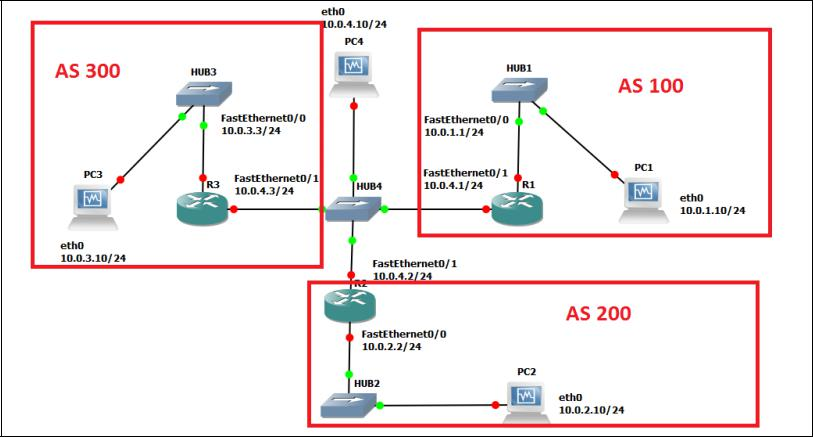 eth0
10.0.4.10/24
PC4
AS 300
HUB3
FastEthernet0/0
10.0.3.3/24
PC3
eth0
10.0.3.10/24
R3
FastEthernet0/1
10.0.4.3/24
HUB4
AS 100
HUB1
FastEthernet0/0
10.0.1.1/24
FastEthernet0/1
10.0.4.1/24
R1
PC1
eth0
10.0.1.10/24
FastEthernet0/1
10.0.4.2/24
R2
AS 200
FastEthernet0/0
10.0.2.2/24
HUB2
PC2
eth0
10.0.2.10/24